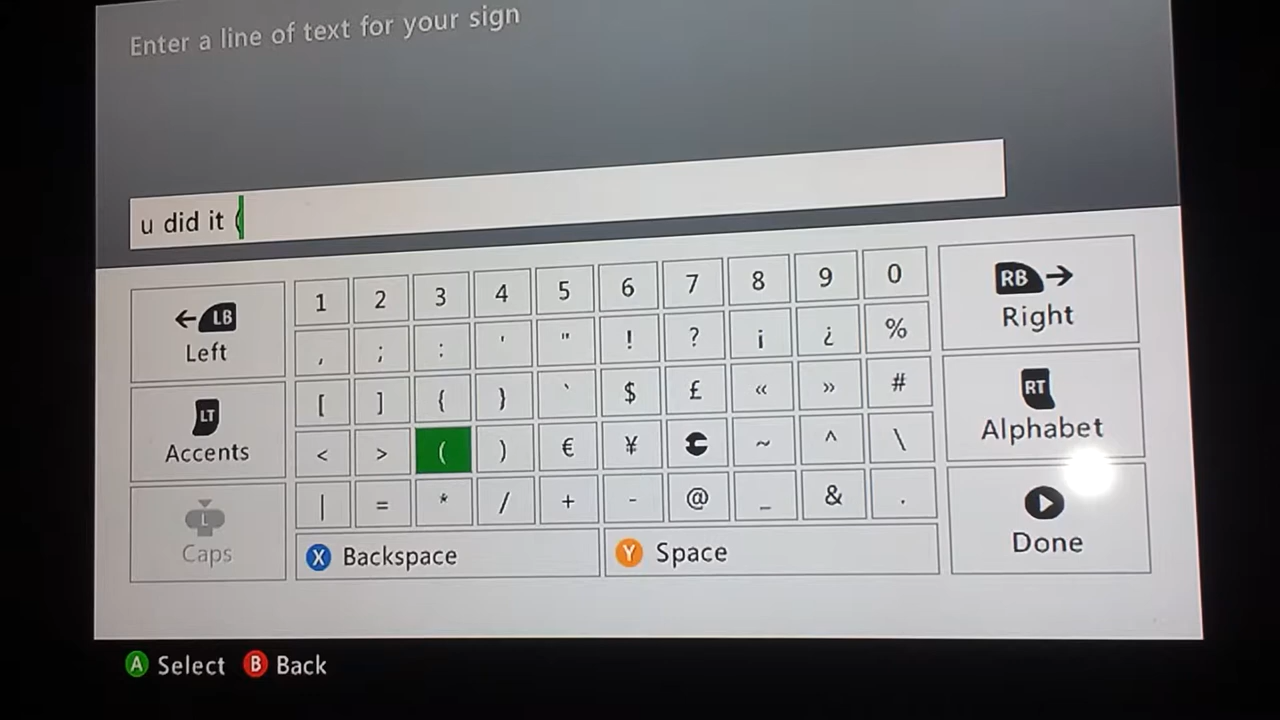 Enter a line of text for your sign
u did it (
LB
Left
1 2 3 4 5 6 7 8 9 0
RB
Right
, ; : ' " ! ? ¡ ¿ %
LT
Accents
[ ] { } ` $ £ « » #
RT
Alphabet
< > ( ) € ¥ ~ ^ \
L
Caps
| = * / + - @ _ & .
Done
X Backspace
Y Space
A Select B Back